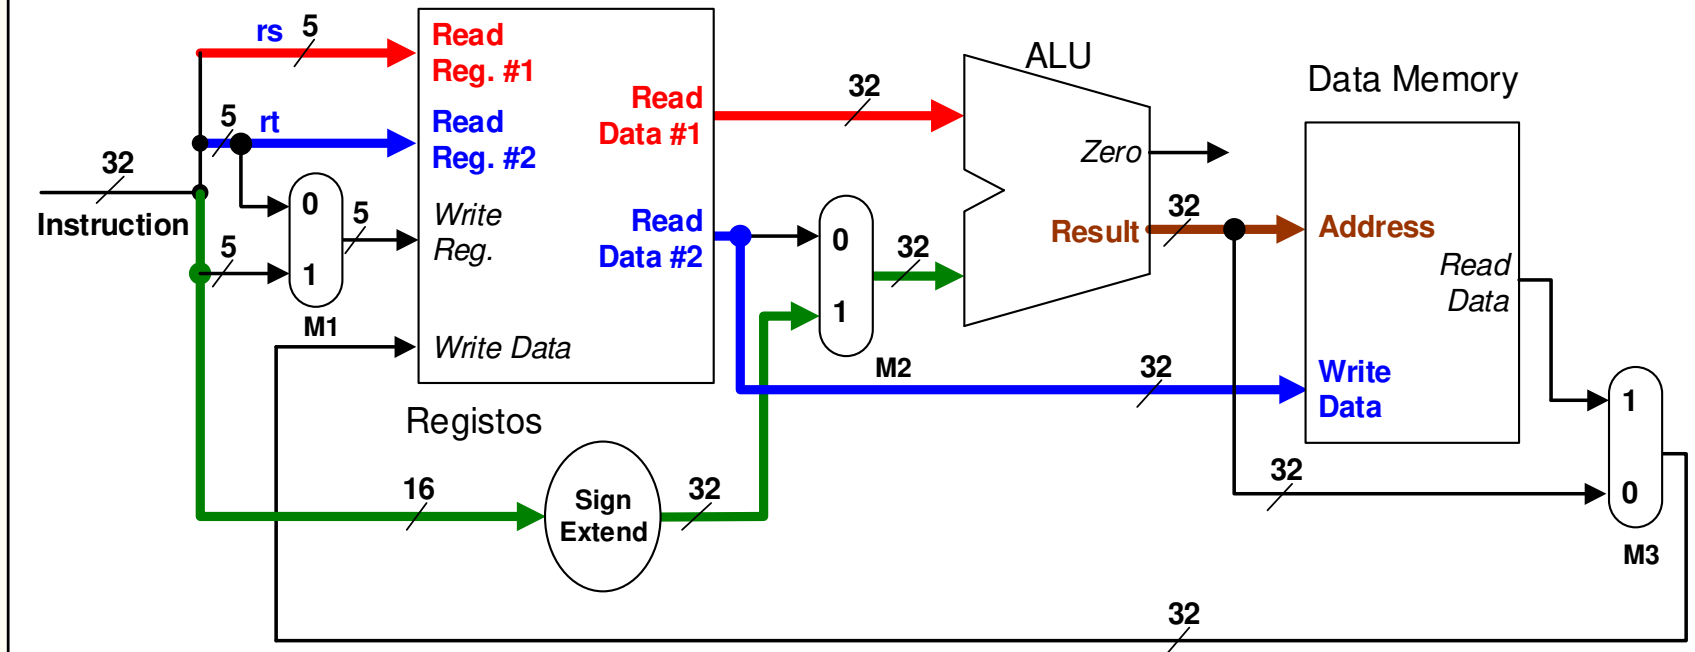 rs
5
Read
Reg. #1
5
rt
Read
Reg. #2
32
Instruction
0
5
5
1
M1
Write
Reg.
Write Data
Read
Data #1
Read
Data #2
Registos
16
Sign
Extend
32
32
ALU
0
32
1
M2
Zero
Result
32
32
Data Memory
Address
Read
Data
Write
Data
32
1
0
M3
32